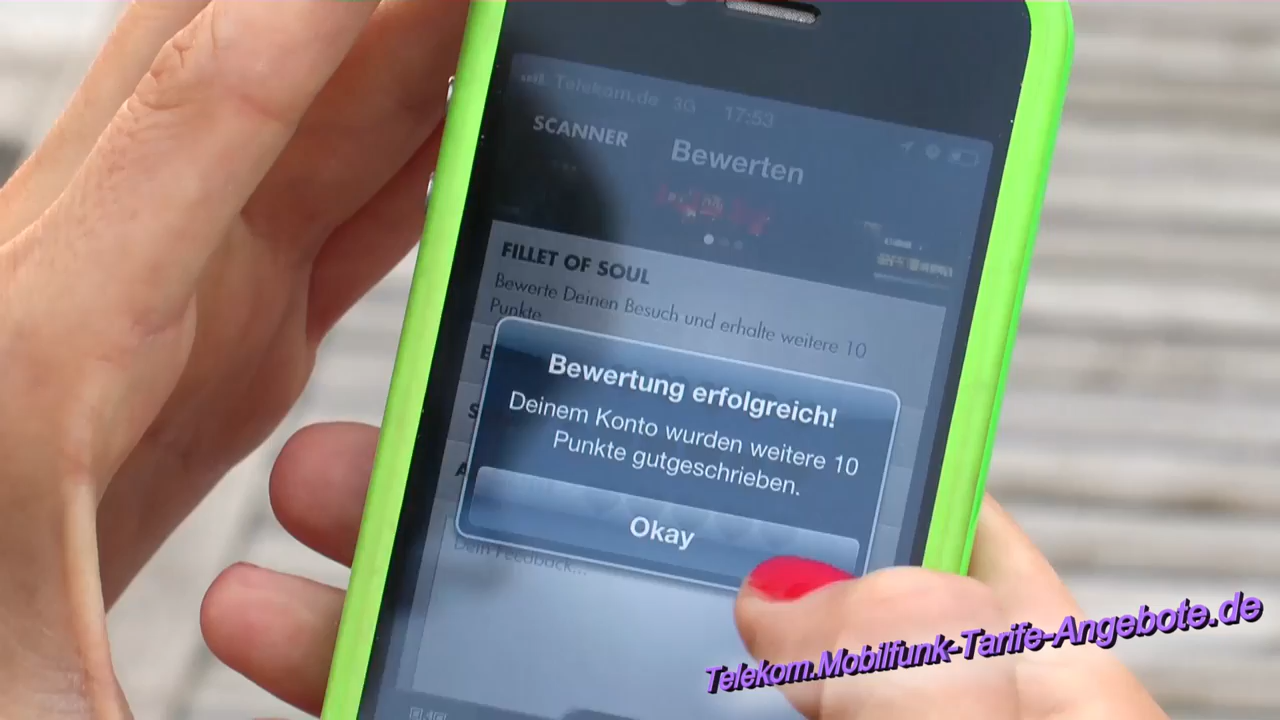 Telekom.de 3G 17:53
SCANNER
Bewerten
FILLET OF SOUL
Bewerte Deinen Besuch und erhalte weitere 10
Punkte
Bewertung erfolgreich!
Deinem Konto wurden weitere 10
Punkte gutgeschrieben.
Okay
Dein Feedback...
Telekom.Mobilfunk-Tarife-Angebote.de